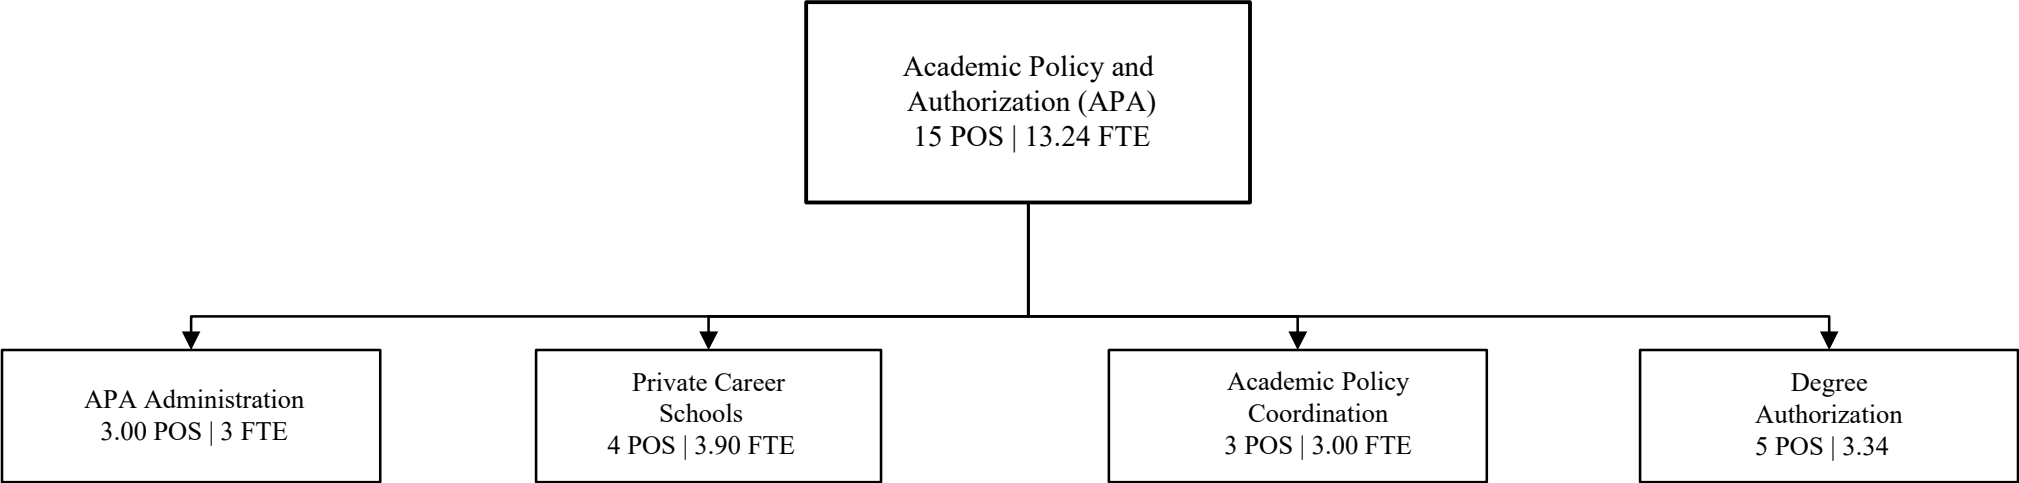 Academic Policy and
Authorization (APA)
15 POS | 13.24 FTE
APA Administration
3.00 POS | 3 FTE
Private Career
Schools
4 POS | 3.90 FTE
Academic Policy
Coordination
3 POS | 3.00 FTE
Degree
Authorization
5 POS | 3.34